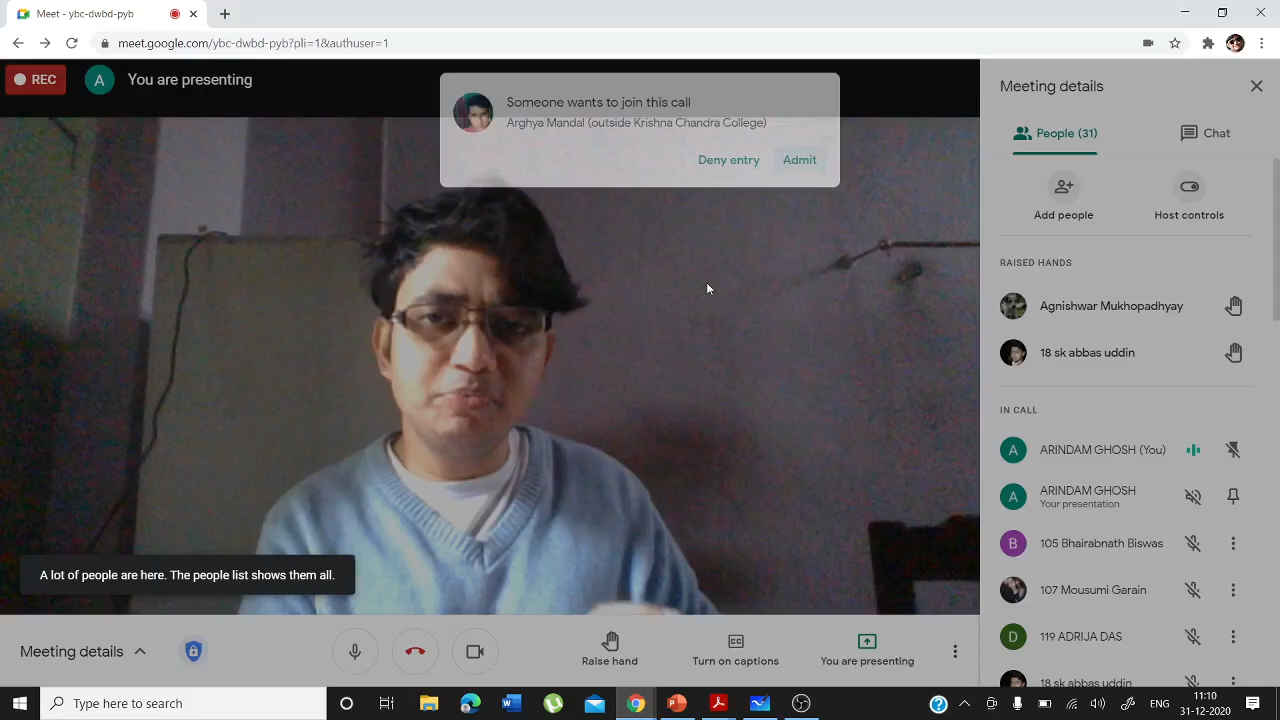 Meet - ybc-dwbd-pyb
meet.google.com/ybc-dwbd-pyb?pli=1&authuser=1
REC
A
You are presenting
Someone wants to join this call
Arghya Mandal (outside Krishna Chandra College)
Deny entry
Admit
Meeting details
People (31)
Chat
Add people
Host controls
RAISED HANDS
Agnishwar Mukhopadhyay
18 sk abbas uddin
IN CALL
A
ARINDAM GHOSH (You)
A
ARINDAM GHOSH
Your presentation
B
105 Bhairabnath Biswas
107 Mousumi Garain
D
119 ADRIJA DAS
18 sk abbas uddin
A lot of people are here. The people list shows them all.
Meeting details
Raise hand
CC
Turn on captions
You are presenting
Type here to search
ENG
11:10
31-12-2020